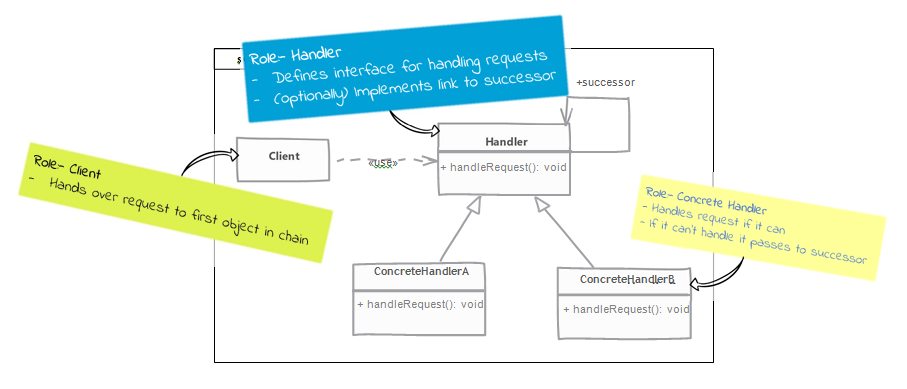 s
Role- Handler
- Defines interface for handling requests
- (optionally) Implements link to successor
+successor
Handler
+ handleRequest(): void
Client
«use»
Role- Client
- Hands over request to first object in chain
Role- Concrete Handler
- Handles request if it can
- If it can't handle it passes to successor
ConcreteHandlerA
+ handleRequest(): void
ConcreteHandlerB
+ handleRequest(): void